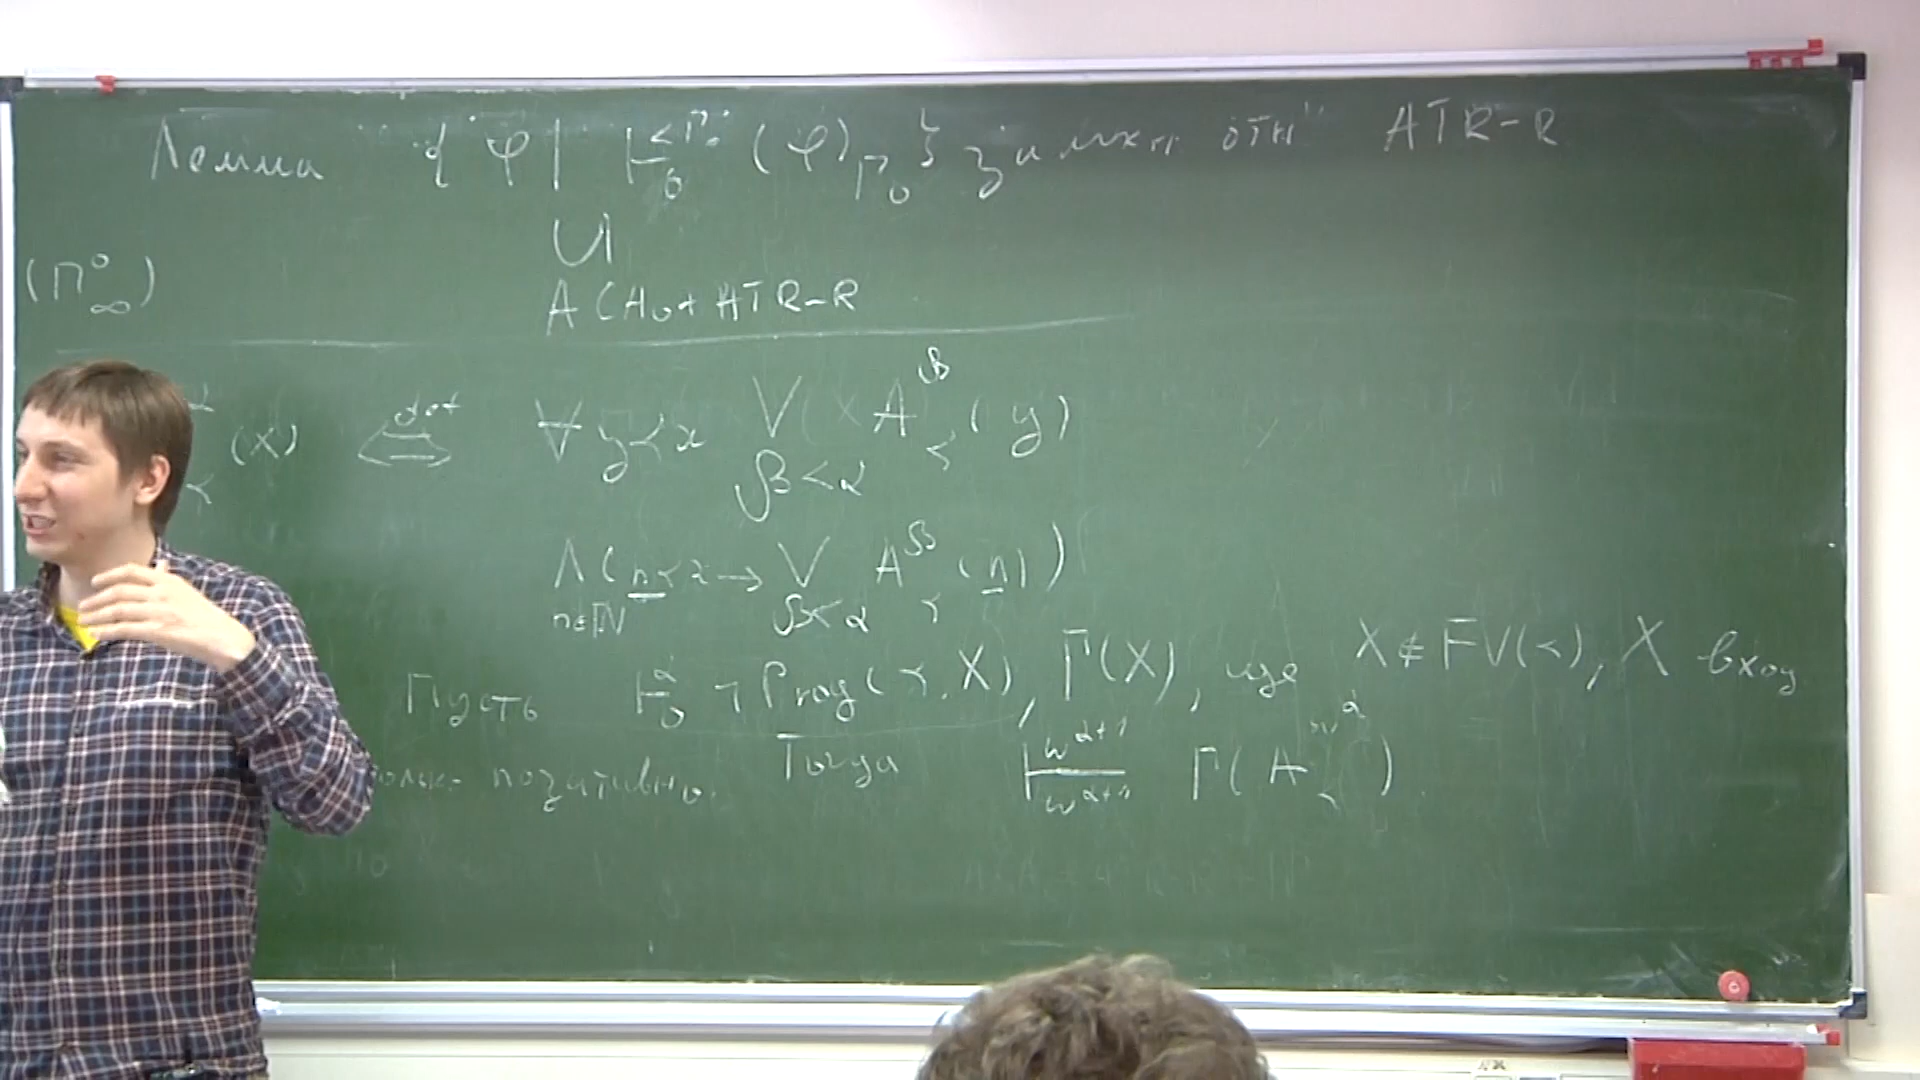 Лемма {φ | ⊢₀^{<Γ₀} (φ)_{Γ₀}} замкн отн ATR-R
∪|
(Π⁰_∞)
ACA₀ + ATR-R
(x) ⇔^{def} ∀y≺x ⋁_{β<α} A^β_≺(y)
⋀_{n∈ℕ} (n≺x → ⋁_{β<α} A^β_≺(n))
Пусть ⊢^α_0 ¬Prog(≺, X), Γ(X), где X ∉ FV(≺), X вход
только позитивно. Тогда ⊢^{ω^{α+1}}_{ω^{α+1}} Γ(A^{ω^α}_≺).